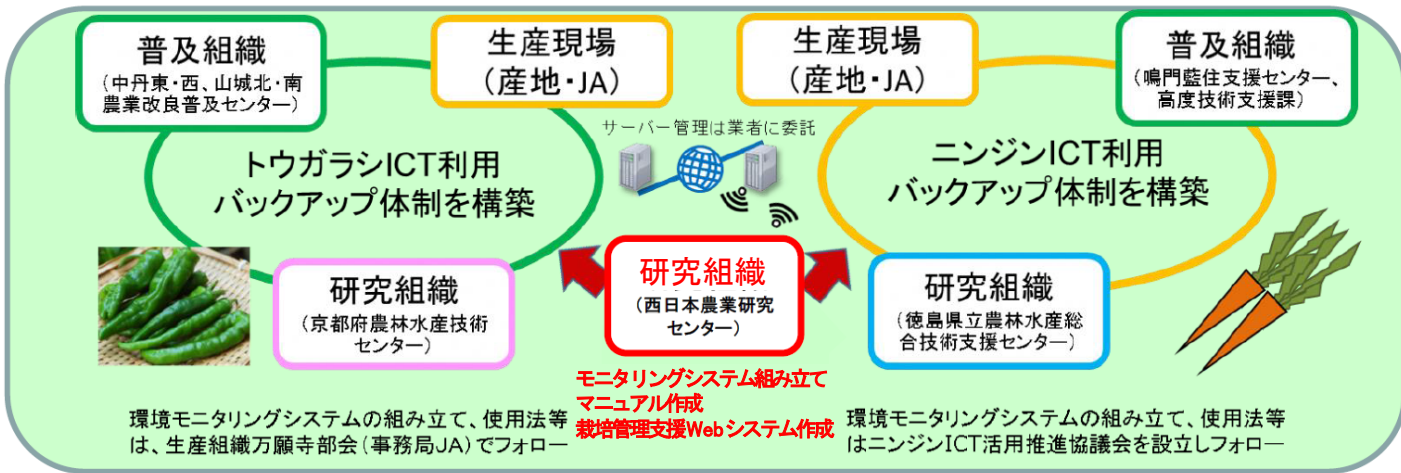 普及組織
(中丹東・西、山城北・南
農業改良普及センター)
生産現場
(産地・JA)
トウガラシICT利用
バックアップ体制を構築
研究組織
(京都府農林水産技術
センター)
環境モニタリングシステムの組み立て、使用法等
は、生産組織万願寺部会(事務局JA)でフォロー
サーバー管理は業者に委託
研究組織
(西日本農業研究
センター)
モニタリングシステム組み立て
マニュアル作成
栽培管理支援Webシステム作成
生産現場
(産地・JA)
普及組織
(鳴門藍住支援センター、
高度技術支援課)
ニンジンICT利用
バックアップ体制を構築
研究組織
(徳島県立農林水産総
合技術支援センター)
環境モニタリングシステムの組み立て、使用法等
はニンジンICT活用推進協議会を設立しフォロー